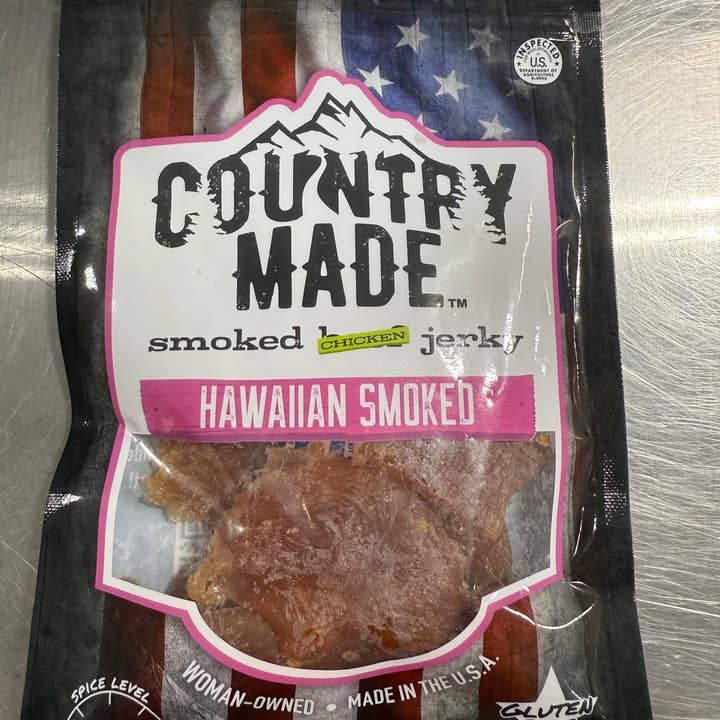 INSPECTED
U.S.
DEPARTMENT OF
AGRICULTURE
COUNTRY
MADE™
smoked CHICKEN jerky
HAWAIIAN SMOKED
WOMAN-OWNED • MADE IN THE U.S.A.
SPICE LEVEL
GLUTEN